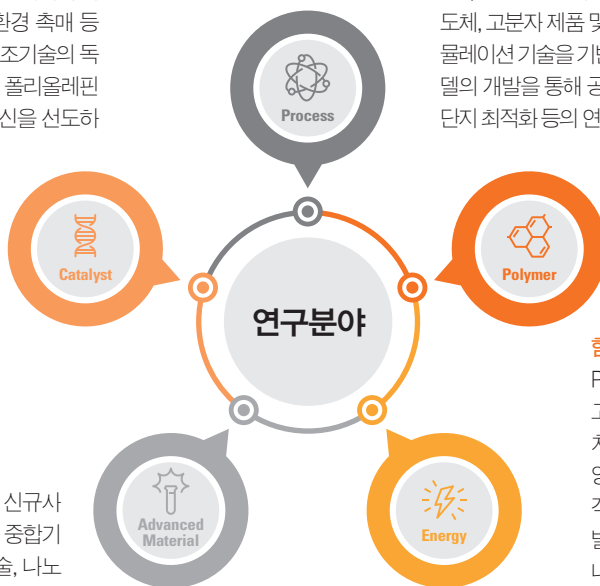 환경 촉매 등
조기술의 독
폴리올레핀
신을 선도하
도체, 고분자 제품 및
뮬레이션 기술을 기반
델의 개발을 통해 공
단지 최적화 등의 연
Process
Catalyst
Polymer
연구분야
Advanced
Material
Energy
신규사
중합기
술, 나노